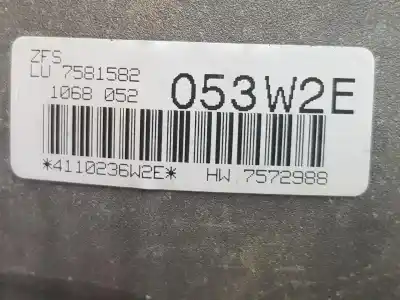 ZFS
LU 7581582
1068 052
053W2E
*4110236W2E* HW 7572988